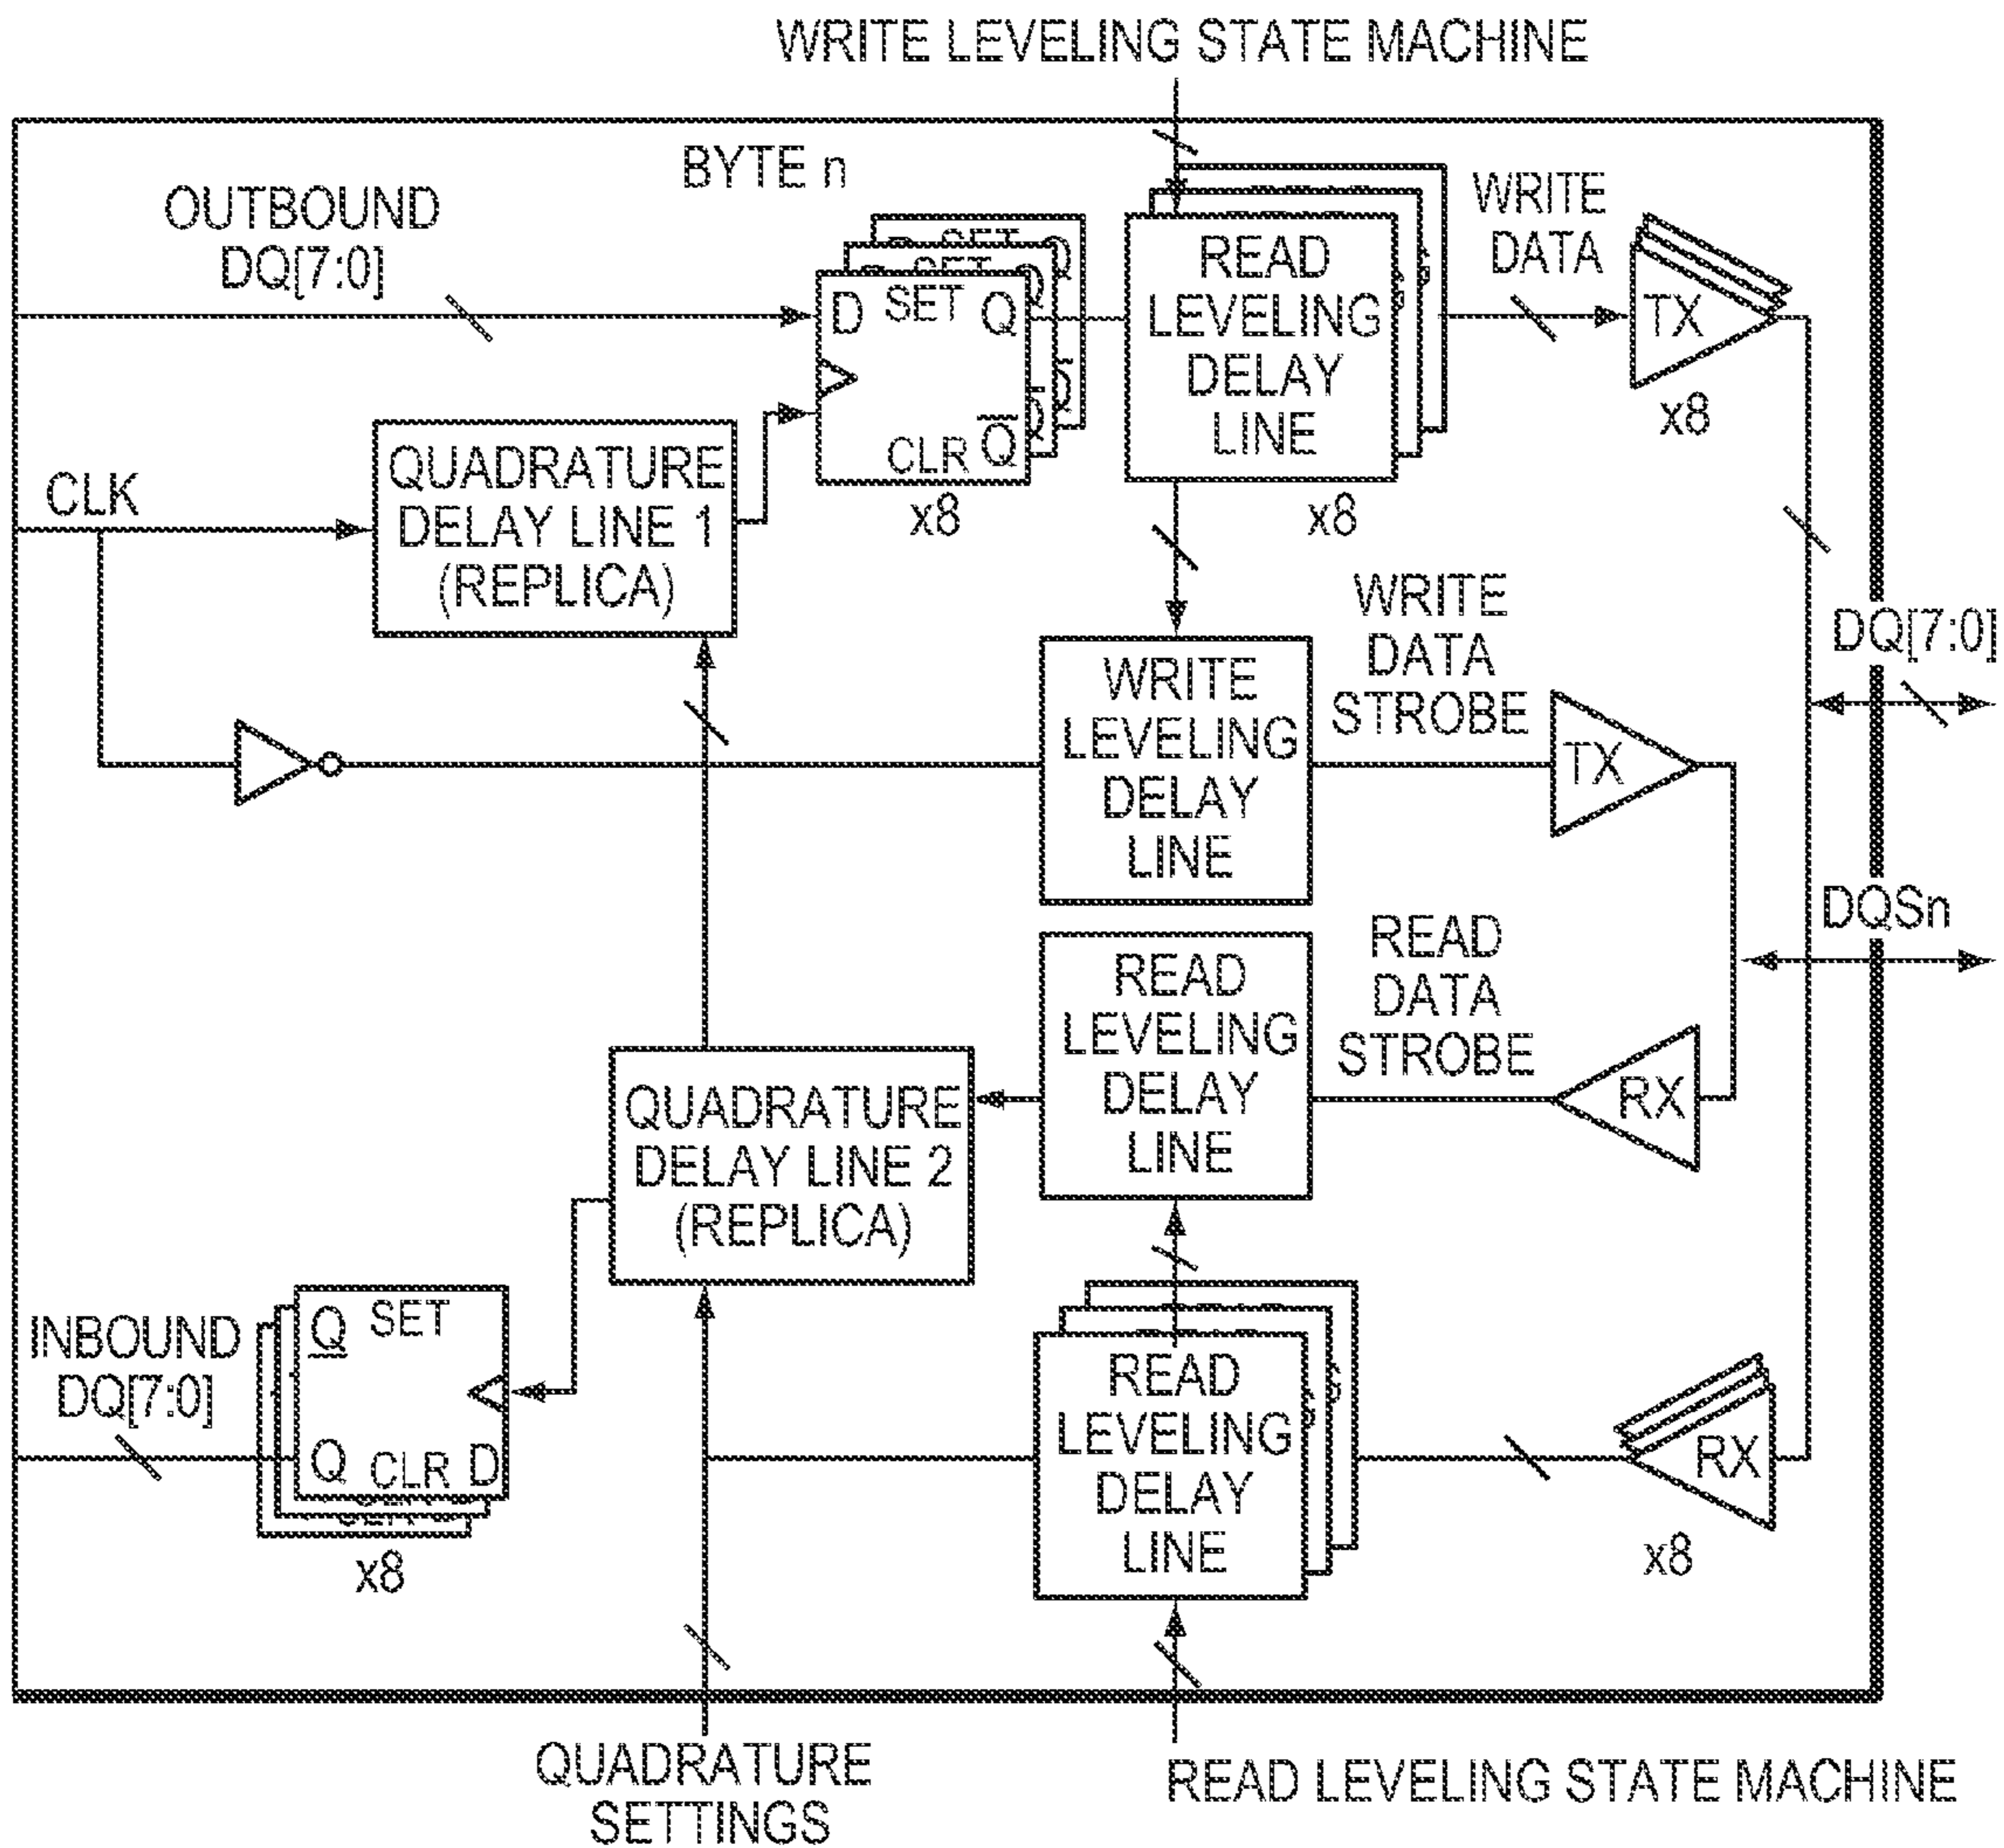 WRITE LEVELING STATE MACHINE
BYTE n
OUTBOUND
DQ[7:0]
D SET Q
CLR Q
x8
READ
LEVELING
DELAY
LINE
x8
WRITE
DATA
TX
x8
CLK
QUADRATURE
DELAY LINE 1
(REPLICA)
WRITE
LEVELING
DELAY
LINE
WRITE
DATA
STROBE
TX
DQ[7:0]
DQSn
READ
LEVELING
DELAY
LINE
READ
DATA
STROBE
RX
QUADRATURE
DELAY LINE 2
(REPLICA)
INBOUND
DQ[7:0]
Q SET
Q CLR D
x8
READ
LEVELING
DELAY
LINE
RX
x8
QUADRATURE
SETTINGS
READ LEVELING STATE MACHINE